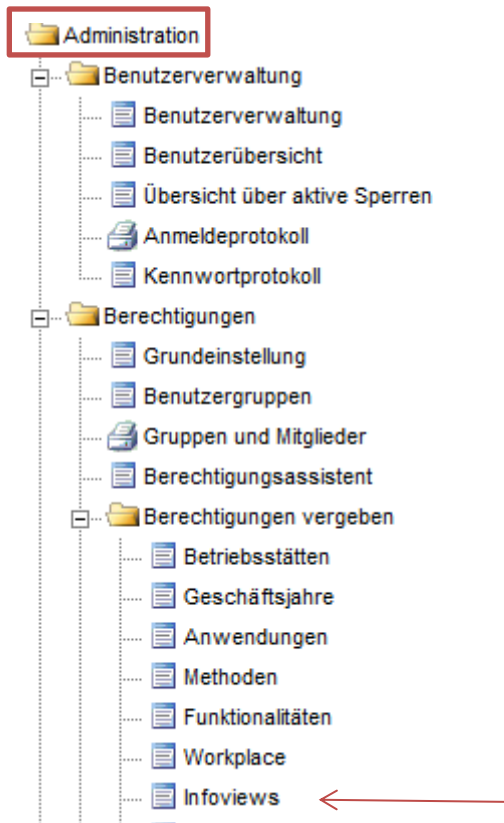 Administration
Benutzerverwaltung
Benutzerverwaltung
Benutzerübersicht
Übersicht über aktive Sperren
Anmeldeprotokoll
Kennwortprotokoll
Berechtigungen
Grundeinstellung
Benutzergruppen
Gruppen und Mitglieder
Berechtigungsassistent
Berechtigungen vergeben
Betriebsstätten
Geschäftsjahre
Anwendungen
Methoden
Funktionalitäten
Workplace
Infoviews